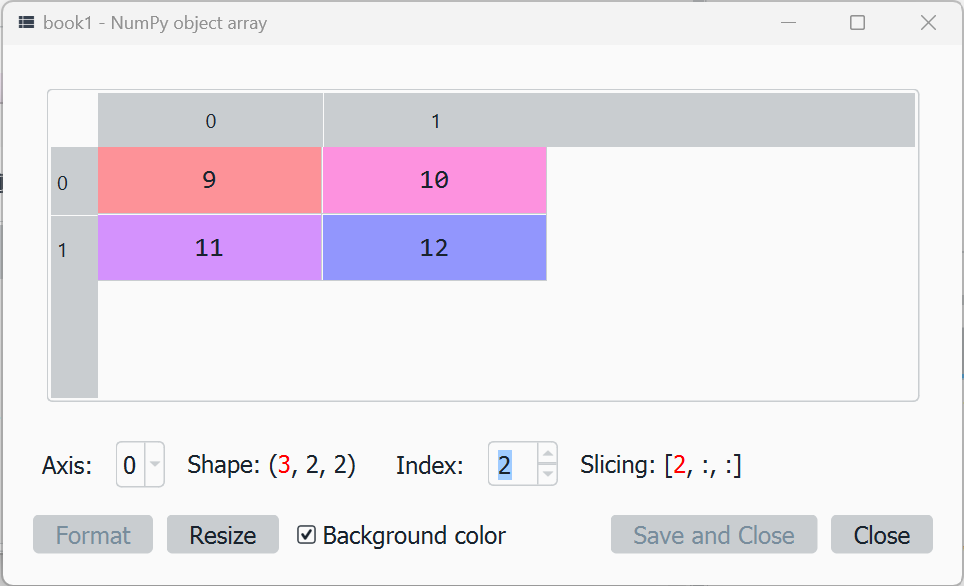 book1 - NumPy object array
0 1
0 9 10
1 11 12
Axis: 0 Shape: (3, 2, 2) Index: 2 Slicing: [2, :, :]
Format Resize Background color Save and Close Close